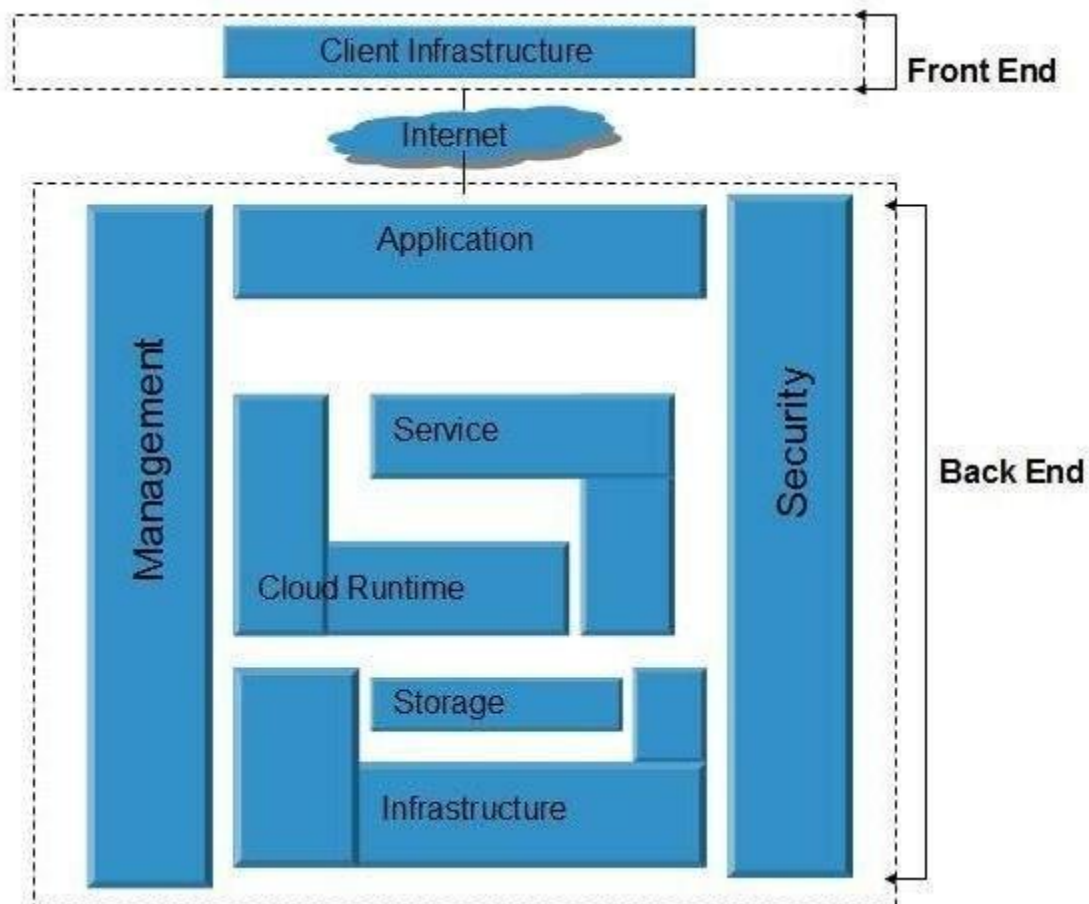 Client Infrastructure
Front End
Internet
Application
Management
Security
Service
Back End
Cloud Runtime
Storage
Infrastructure